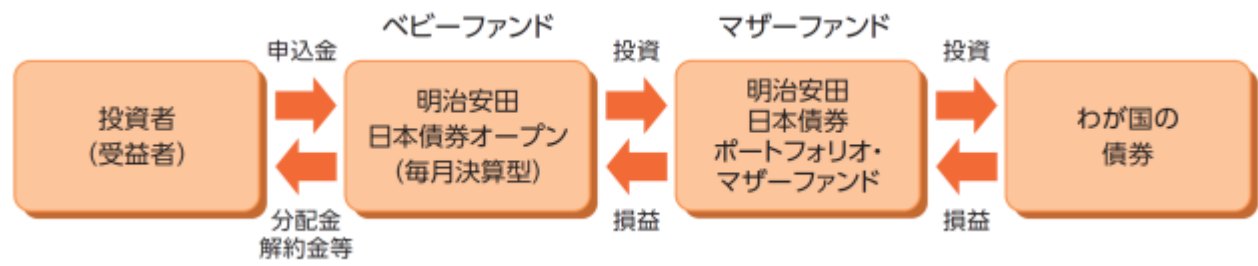 ベビーファンド
マザーファンド
申込金
投資
投資
投資者
(受益者)
明治安田
日本債券オープン
(毎月決算型)
明治安田
日本債券
ポートフォリオ・
マザーファンド
わが国の
債券
分配金
解約金等
損益
損益